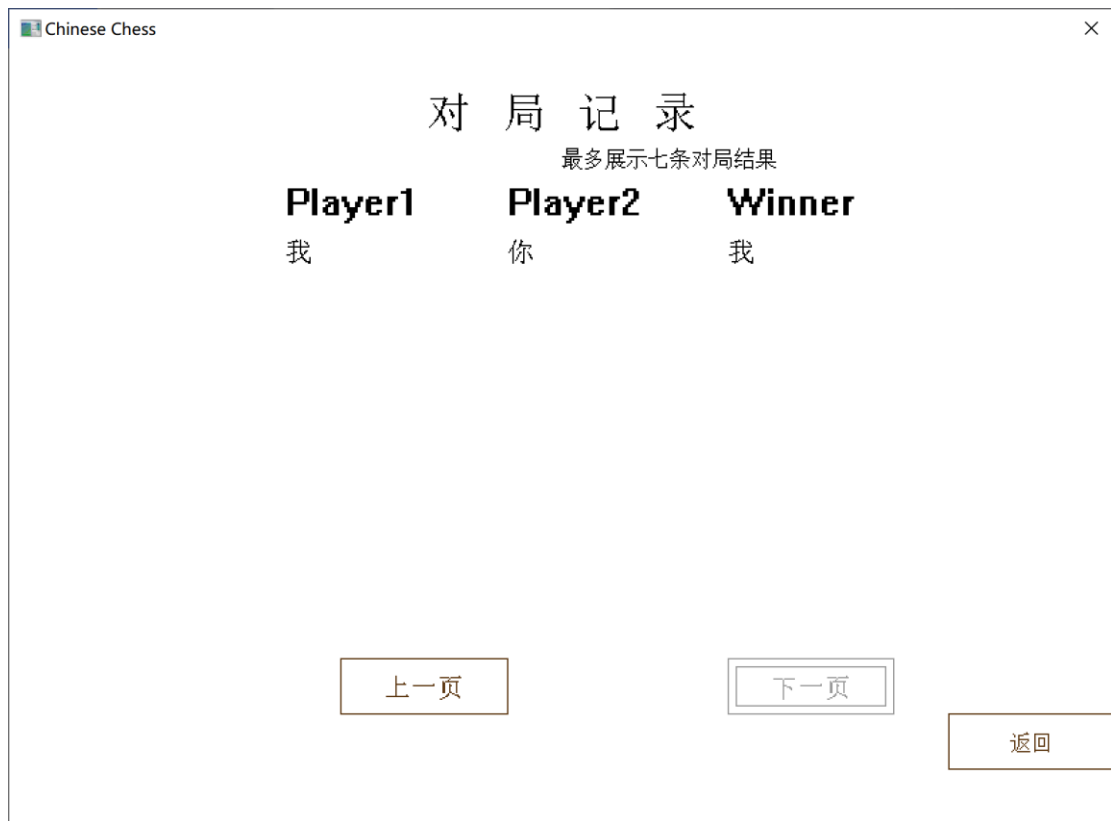 Chinese Chess
对 局 记 录
最多展示七条对局结果
Player1 Player2 Winner
我 你 我
上一页 下一页
返回